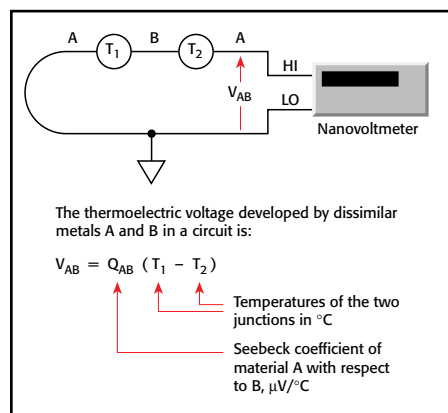 A T1 B T2 A
HI
VAB
LO
Nanovoltmeter
The thermoelectric voltage developed by dissimilar
metals A and B in a circuit is:
VAB = QAB (T1 – T2)
Temperatures of the two
junctions in °C
Seebeck coefficient of
material A with respect
to B, µV/°C